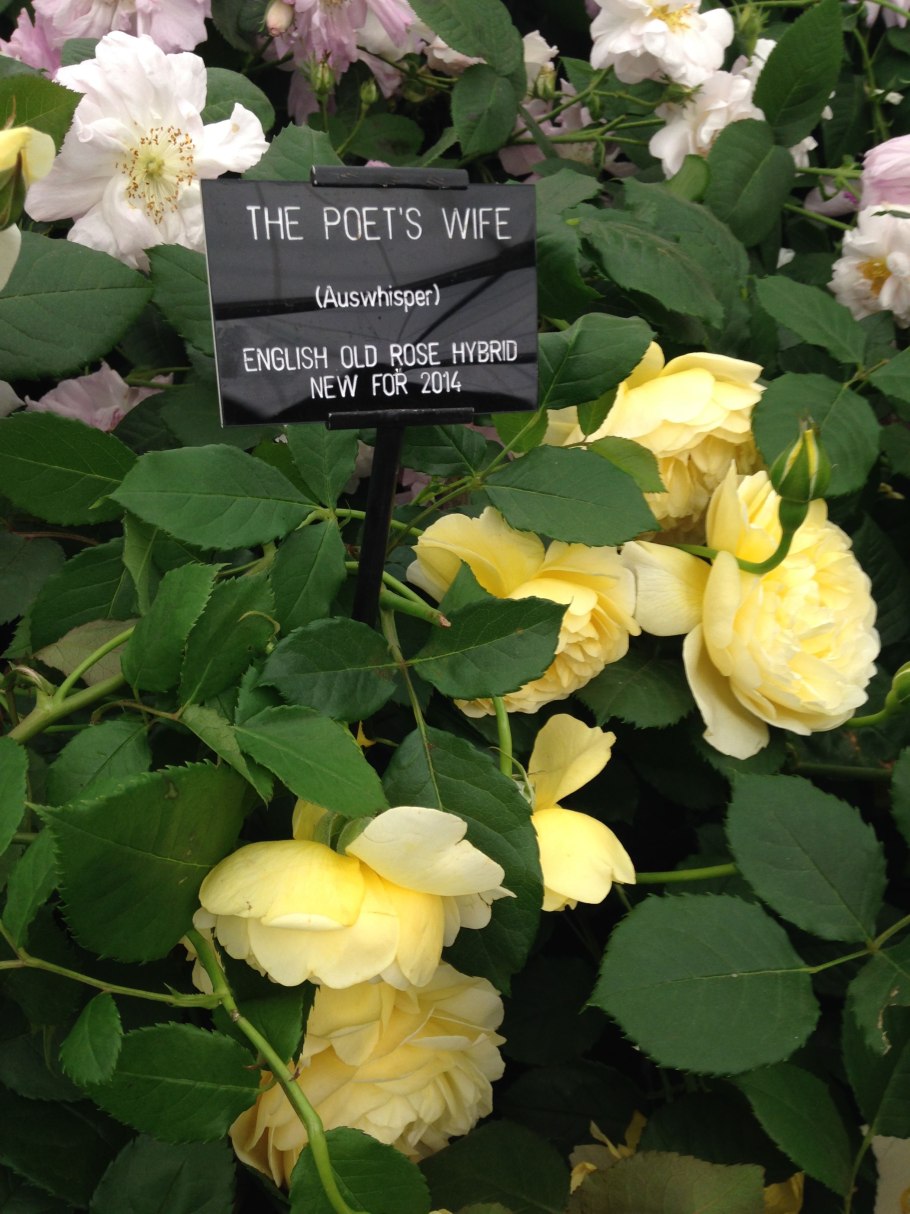 THE POET'S WIFE
(Auswhisper)
ENGLISH OLD ROSE HYBRID
NEW FOR 2014